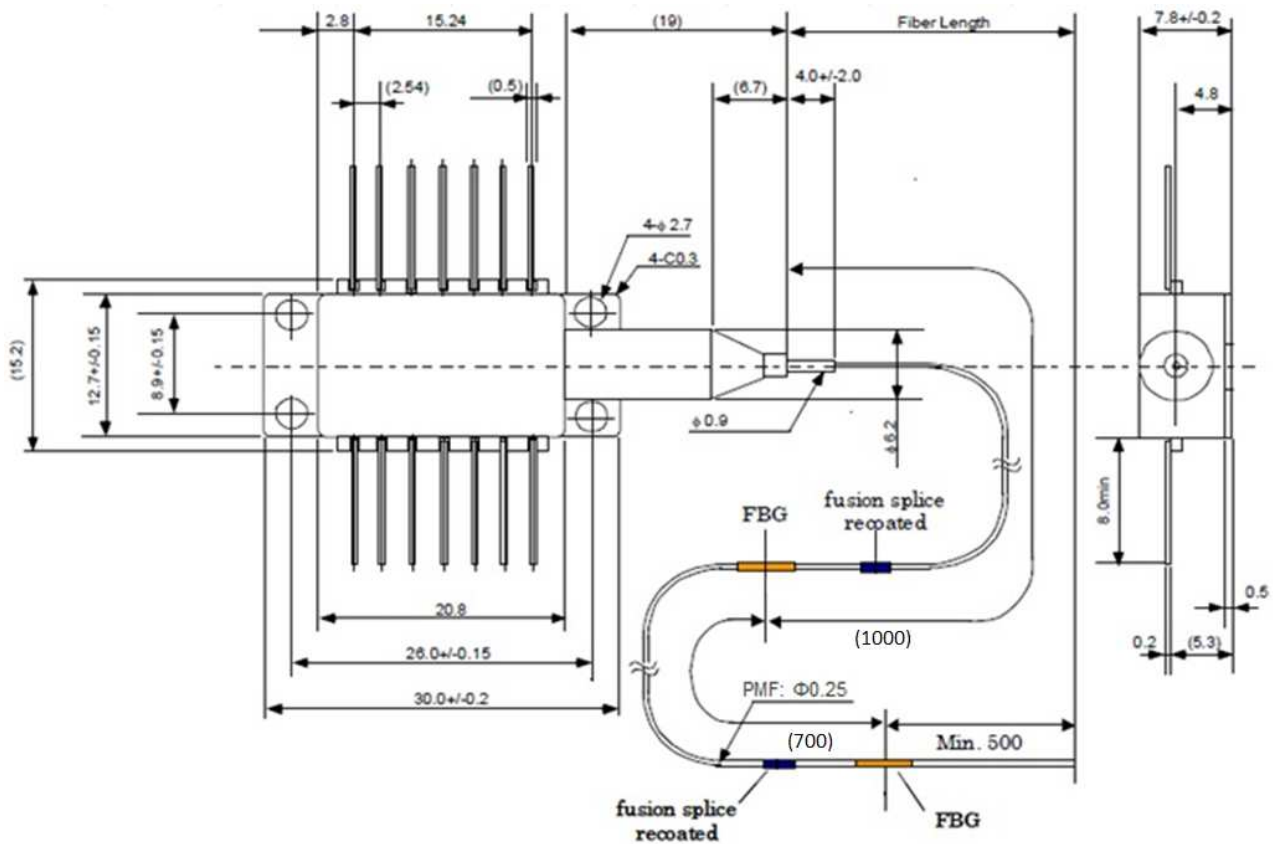 2.8
15.24
(19)
Fiber Length
7.8+/-0.2
(2.54)
(0.5)
(6.7)
4.0+/-2.0
4.8
4-ϕ 2.7
4-C0.3
(15.2)
12.7+/-0.15
8.9+/-0.15
ϕ 0.9
ϕ 6.2
8.0min
FBG
fusion splice
recoated
20.8
(1000)
0.5
26.0+/-0.15
0.2
(5.3)
30.0+/-0.2
PMF: Φ0.25
(700)
Min. 500
fusion splice
recoated
FBG